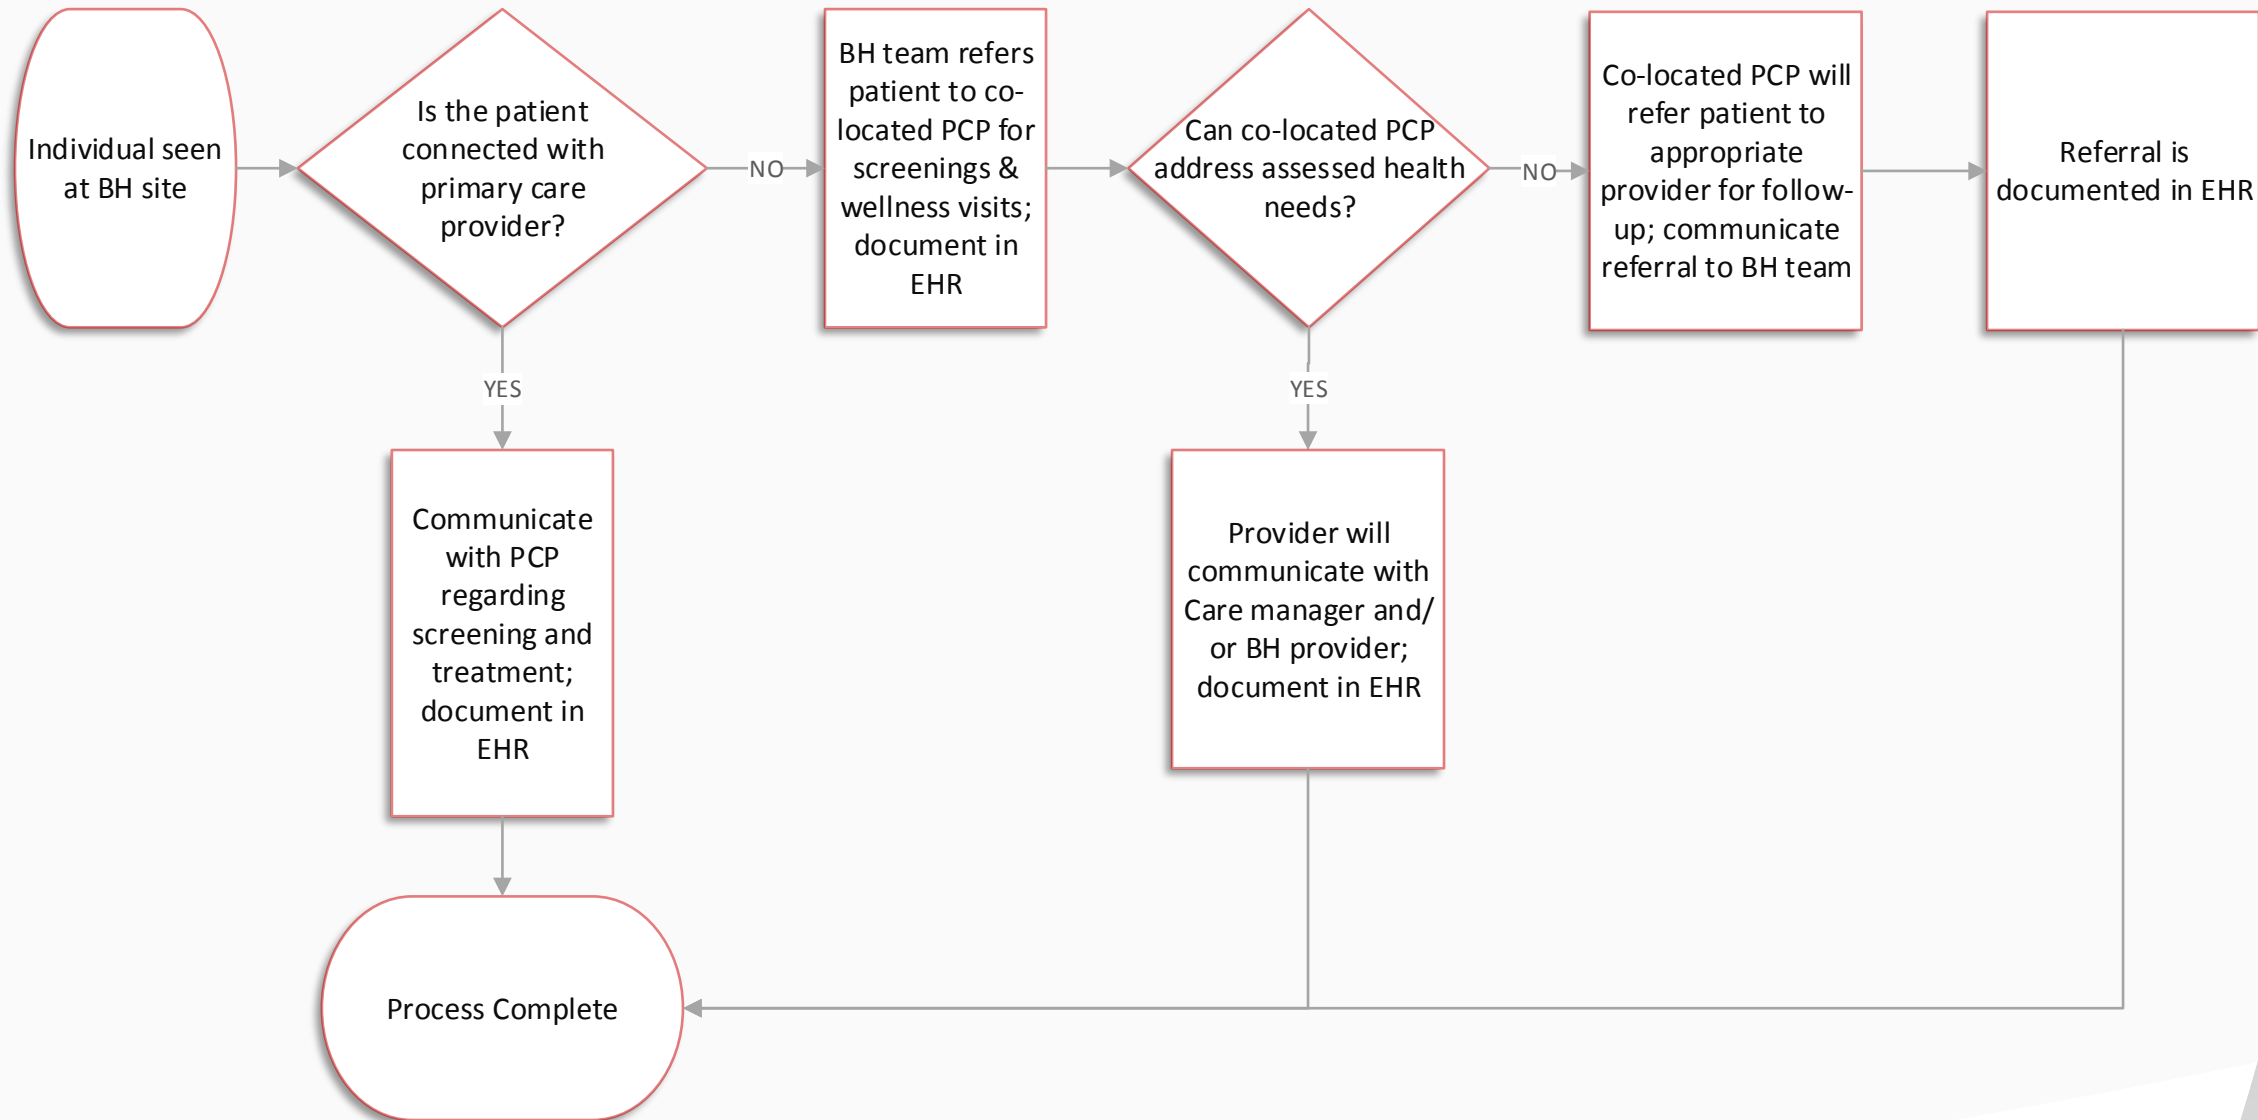 Individual seen
at BH site
Is the patient
connected with
primary care
provider?
NO
BH team refers
patient to co-
located PCP for
screenings &
wellness visits;
document in
EHR
Can co-located PCP
address assessed health
needs?
NO
Co-located PCP will
refer patient to
appropriate
provider for follow-
up; communicate
referral to BH team
Referral is
documented in EHR
YES
YES
Communicate
with PCP
regarding
screening and
treatment;
document in
EHR
Provider will
communicate with
Care manager and/
or BH provider;
document in EHR
Process Complete